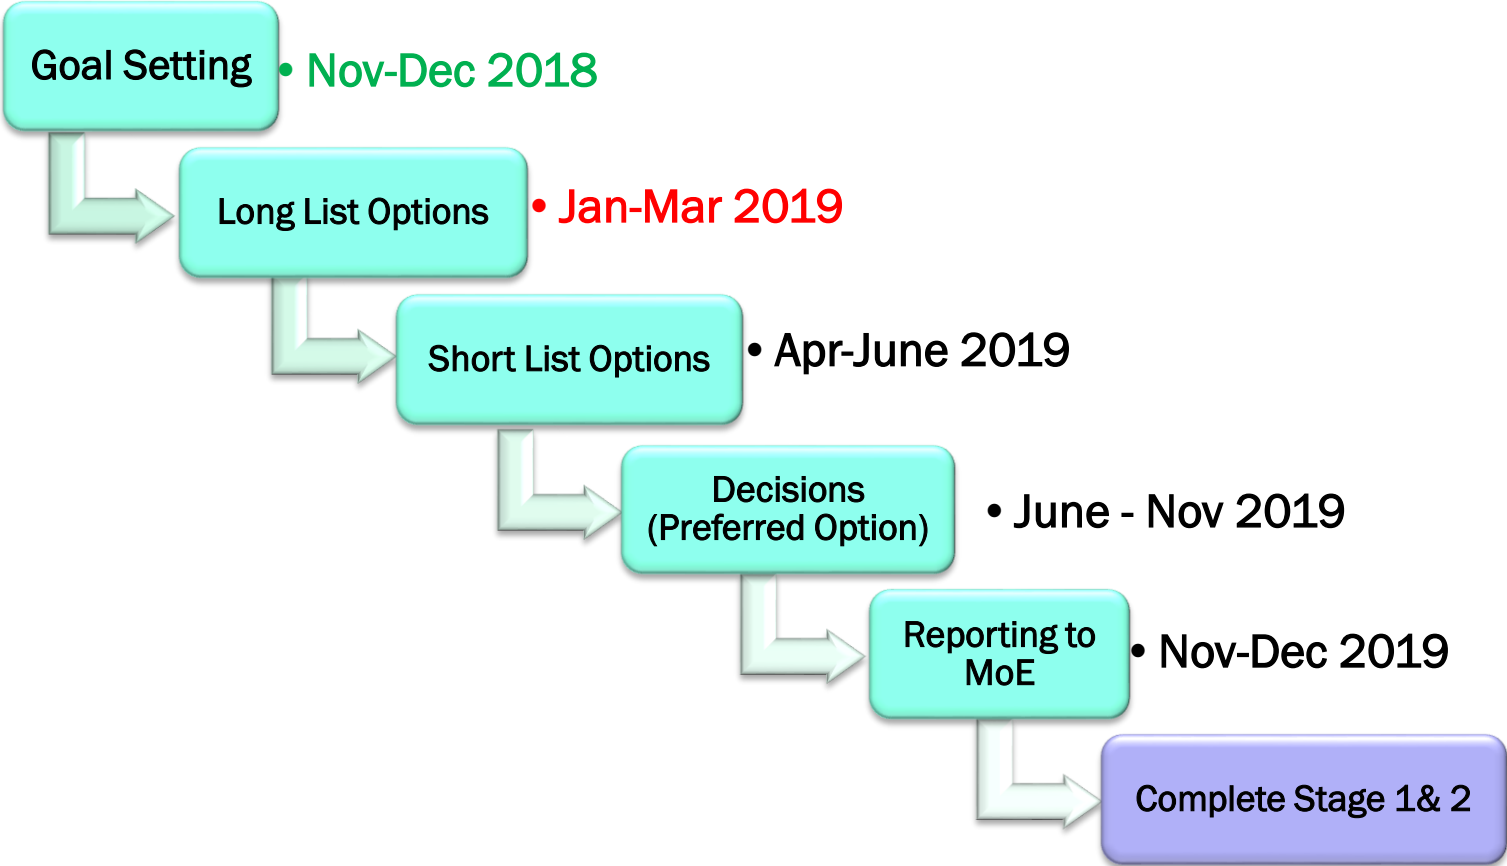 Goal Setting
• Nov-Dec 2018
Long List Options
• Jan-Mar 2019
Short List Options
• Apr-June 2019
Decisions
(Preferred Option)
• June - Nov 2019
Reporting to
MoE
• Nov-Dec 2019
Complete Stage 1& 2